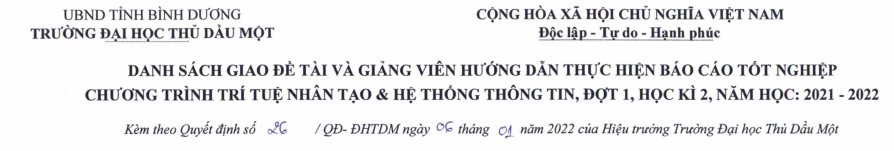 UBND TỈNH BÌNH DƯƠNG
TRƯỜNG ĐẠI HỌC THỦ DẦU MỘT
CỘNG HÒA XÃ HỘI CHỦ NGHĨA VIỆT NAM
Độc lập - Tự do - Hạnh phúc
DANH SÁCH GIAO ĐỀ TÀI VÀ GIẢNG VIÊN HƯỚNG DẪN THỰC HIỆN BÁO CÁO TỐT NGHIỆP
CHƯƠNG TRÌNH TRÍ TUỆ NHÂN TẠO & HỆ THỐNG THÔNG TIN, ĐỢT 1, HỌC KÌ 2, NĂM HỌC: 2021 - 2022
Kèm theo Quyết định số 26 / QĐ- ĐHTDM ngày 06 tháng 01 năm 2022 của Hiệu trưởng Trường Đại học Thủ Dầu Một